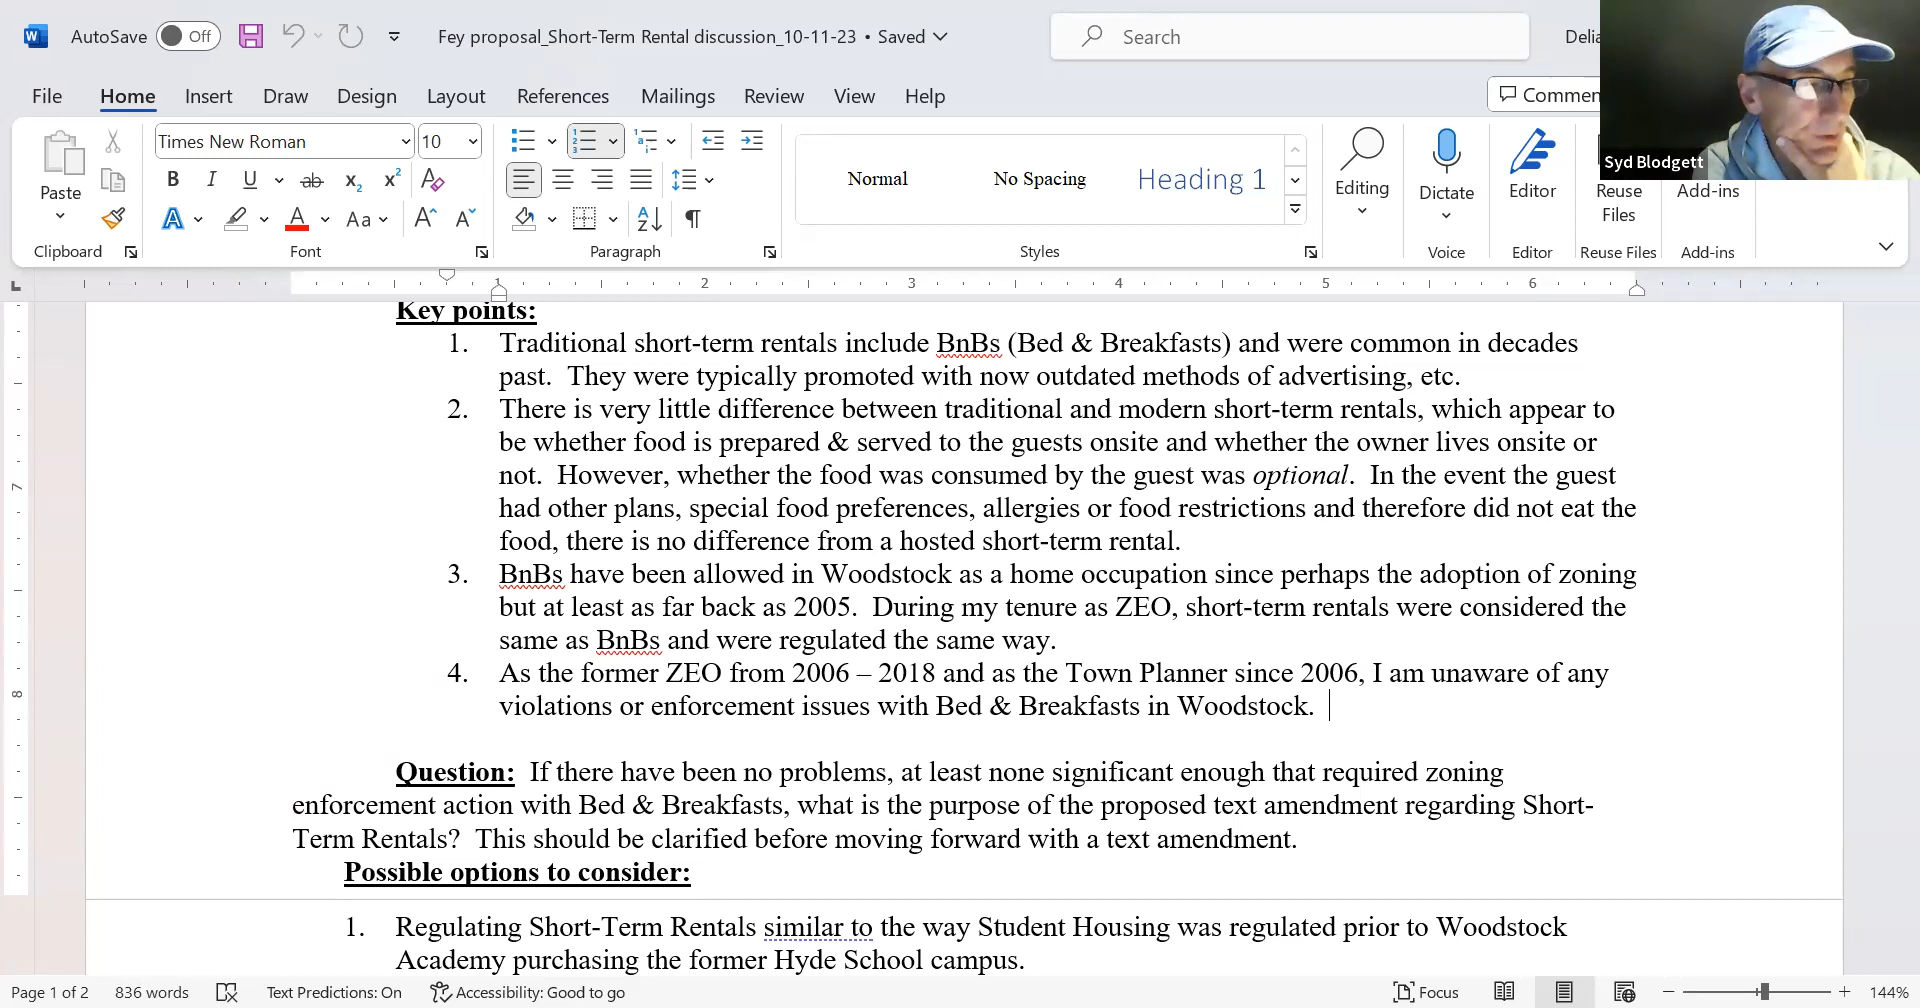 AutoSave Off Fey proposal_Short-Term Rental discussion_10-11-23 • Saved Search
File Home Insert Draw Design Layout References Mailings Review View Help
Syd Blodgett
Paste
Clipboard
Times New Roman 10
B I U ab x2 x2 A
A A Aa A A
Font
A Z ¶
Paragraph
Normal No Spacing Heading 1
Styles
Editing
Dictate
Voice
Editor
Editor
Reuse Files
Reuse Files
Add-ins
Add-ins
1 2 3 4 5 6
7
8
Key points:
1. Traditional short-term rentals include BnBs (Bed & Breakfasts) and were common in decades
past. They were typically promoted with now outdated methods of advertising, etc.
2. There is very little difference between traditional and modern short-term rentals, which appear to
be whether food is prepared & served to the guests onsite and whether the owner lives onsite or
not. However, whether the food was consumed by the guest was optional. In the event the guest
had other plans, special food preferences, allergies or food restrictions and therefore did not eat the
food, there is no difference from a hosted short-term rental.
3. BnBs have been allowed in Woodstock as a home occupation since perhaps the adoption of zoning
but at least as far back as 2005. During my tenure as ZEO, short-term rentals were considered the
same as BnBs and were regulated the same way.
4. As the former ZEO from 2006 – 2018 and as the Town Planner since 2006, I am unaware of any
violations or enforcement issues with Bed & Breakfasts in Woodstock.
Question: If there have been no problems, at least none significant enough that required zoning
enforcement action with Bed & Breakfasts, what is the purpose of the proposed text amendment regarding Short-
Term Rentals? This should be clarified before moving forward with a text amendment.
Possible options to consider:
1. Regulating Short-Term Rentals similar to the way Student Housing was regulated prior to Woodstock
Academy purchasing the former Hyde School campus.
Page 1 of 2 836 words Text Predictions: On Accessibility: Good to go Focus 144%